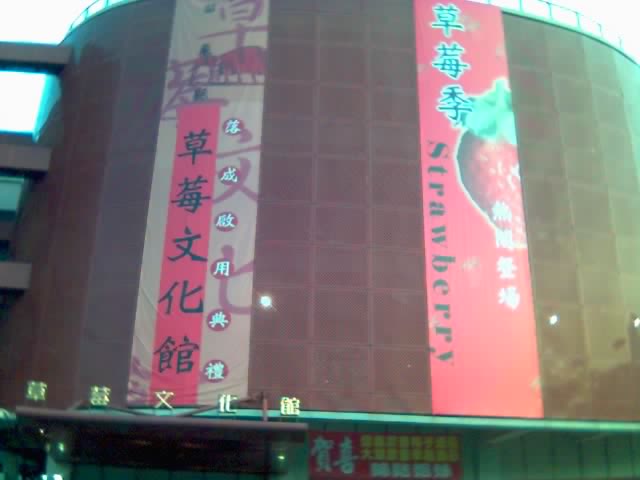 草莓文化館
落成啟用典禮
草莓季
Strawberry
熱鬧登場
草莓文化館
賀喜